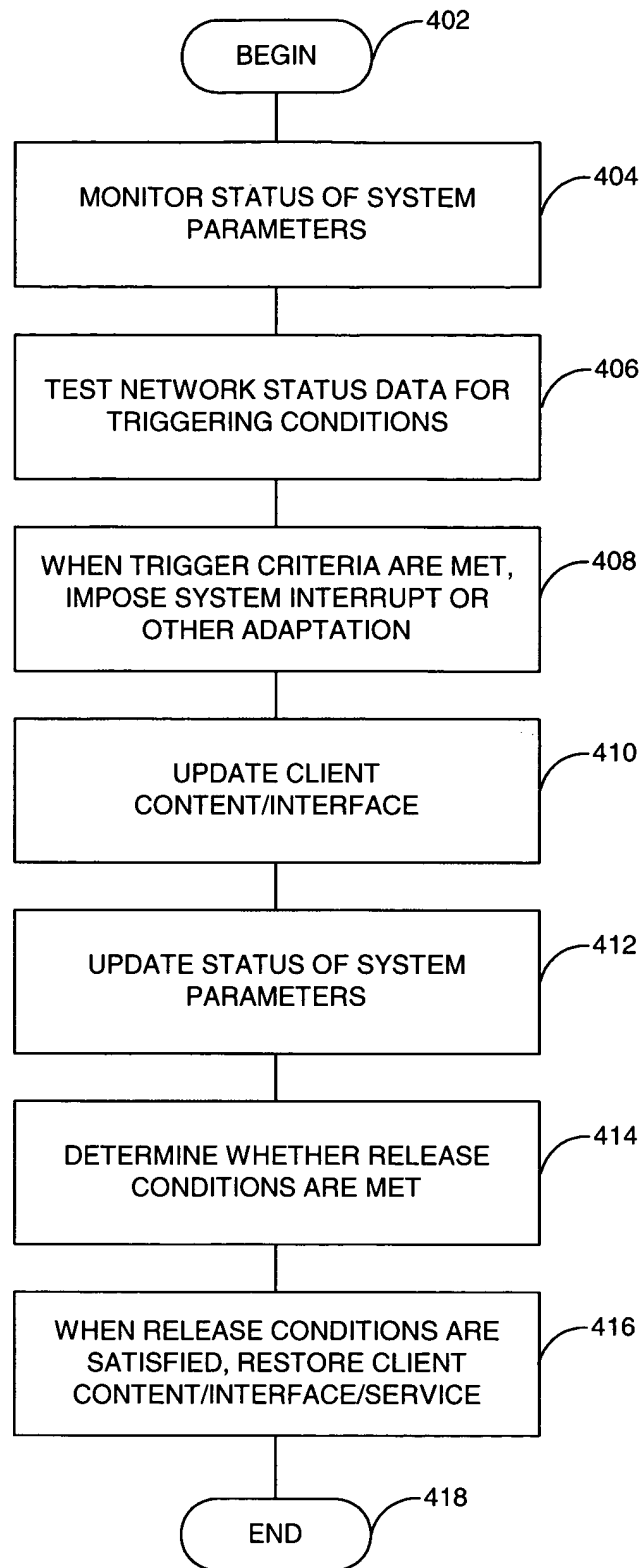 402
BEGIN
404
MONITOR STATUS OF SYSTEM
PARAMETERS
406
TEST NETWORK STATUS DATA FOR
TRIGGERING CONDITIONS
408
WHEN TRIGGER CRITERIA ARE MET,
IMPOSE SYSTEM INTERRUPT OR
OTHER ADAPTATION
410
UPDATE CLIENT
CONTENT/INTERFACE
412
UPDATE STATUS OF SYSTEM
PARAMETERS
414
DETERMINE WHETHER RELEASE
CONDITIONS ARE MET
416
WHEN RELEASE CONDITIONS ARE
SATISFIED, RESTORE CLIENT
CONTENT/INTERFACE/SERVICE
418
END